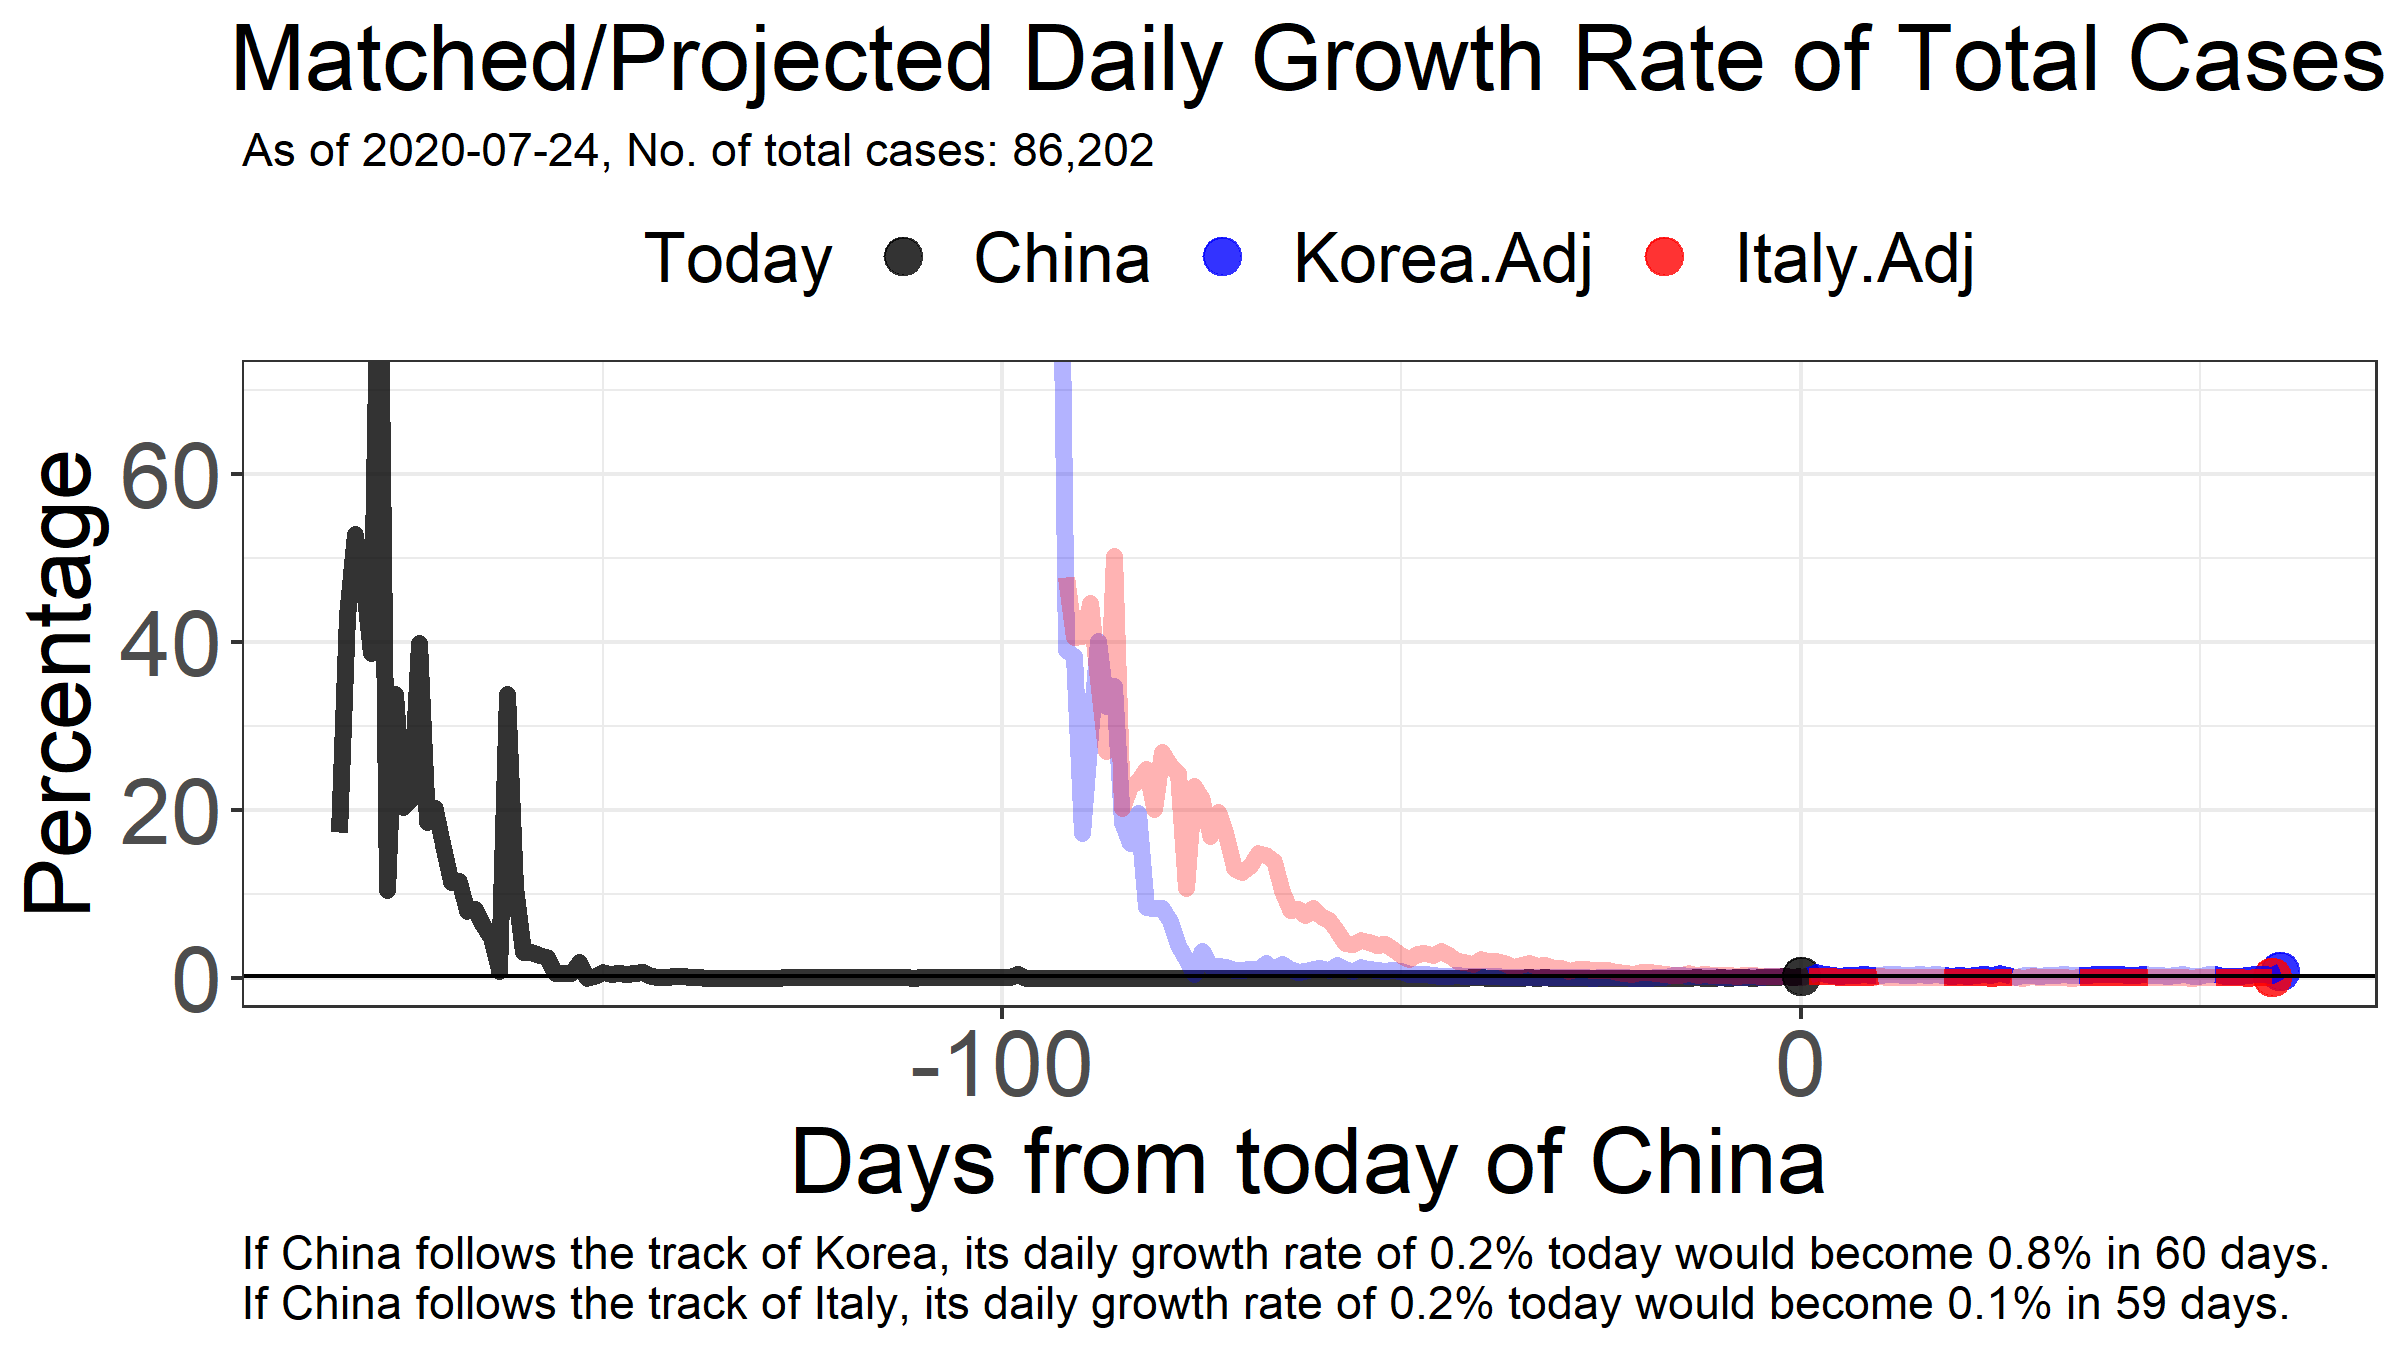 Matched/Projected Daily Growth Rate of Total Cases
As of 2020-07-24, No. of total cases: 86,202
Today China Korea.Adj Italy.Adj
Percentage
60
40
20
0
-100 0
Days from today of China
If China follows the track of Korea, its daily growth rate of 0.2% today would become 0.8% in 60 days.
If China follows the track of Italy, its daily growth rate of 0.2% today would become 0.1% in 59 days.